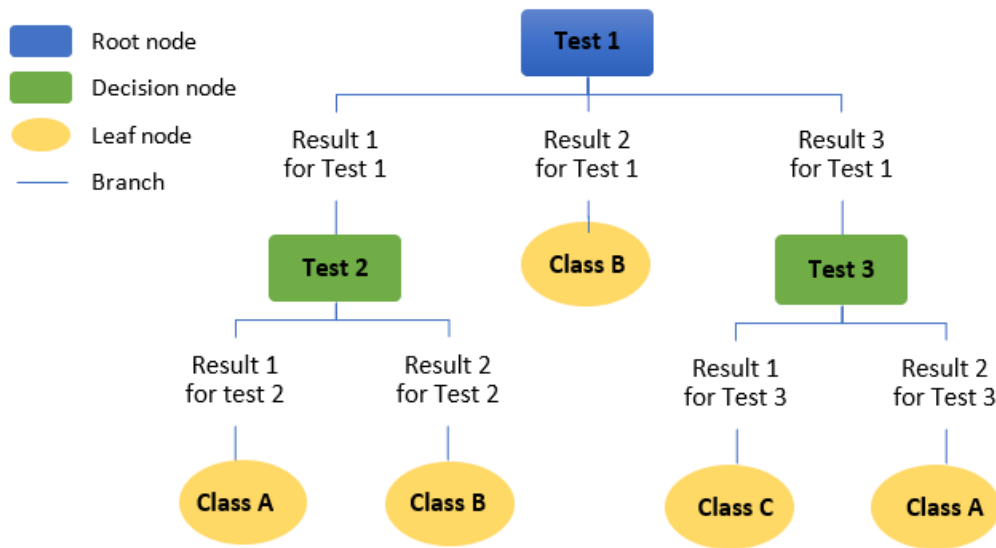 Root node
Decision node
Leaf node
Branch
Test 1
Result 1
for Test 1
Result 2
for Test 1
Result 3
for Test 1
Test 2
Class B
Test 3
Result 1
for test 2
Result 2
for Test 2
Result 1
for Test 3
Result 2
for Test 3
Class A
Class B
Class C
Class A